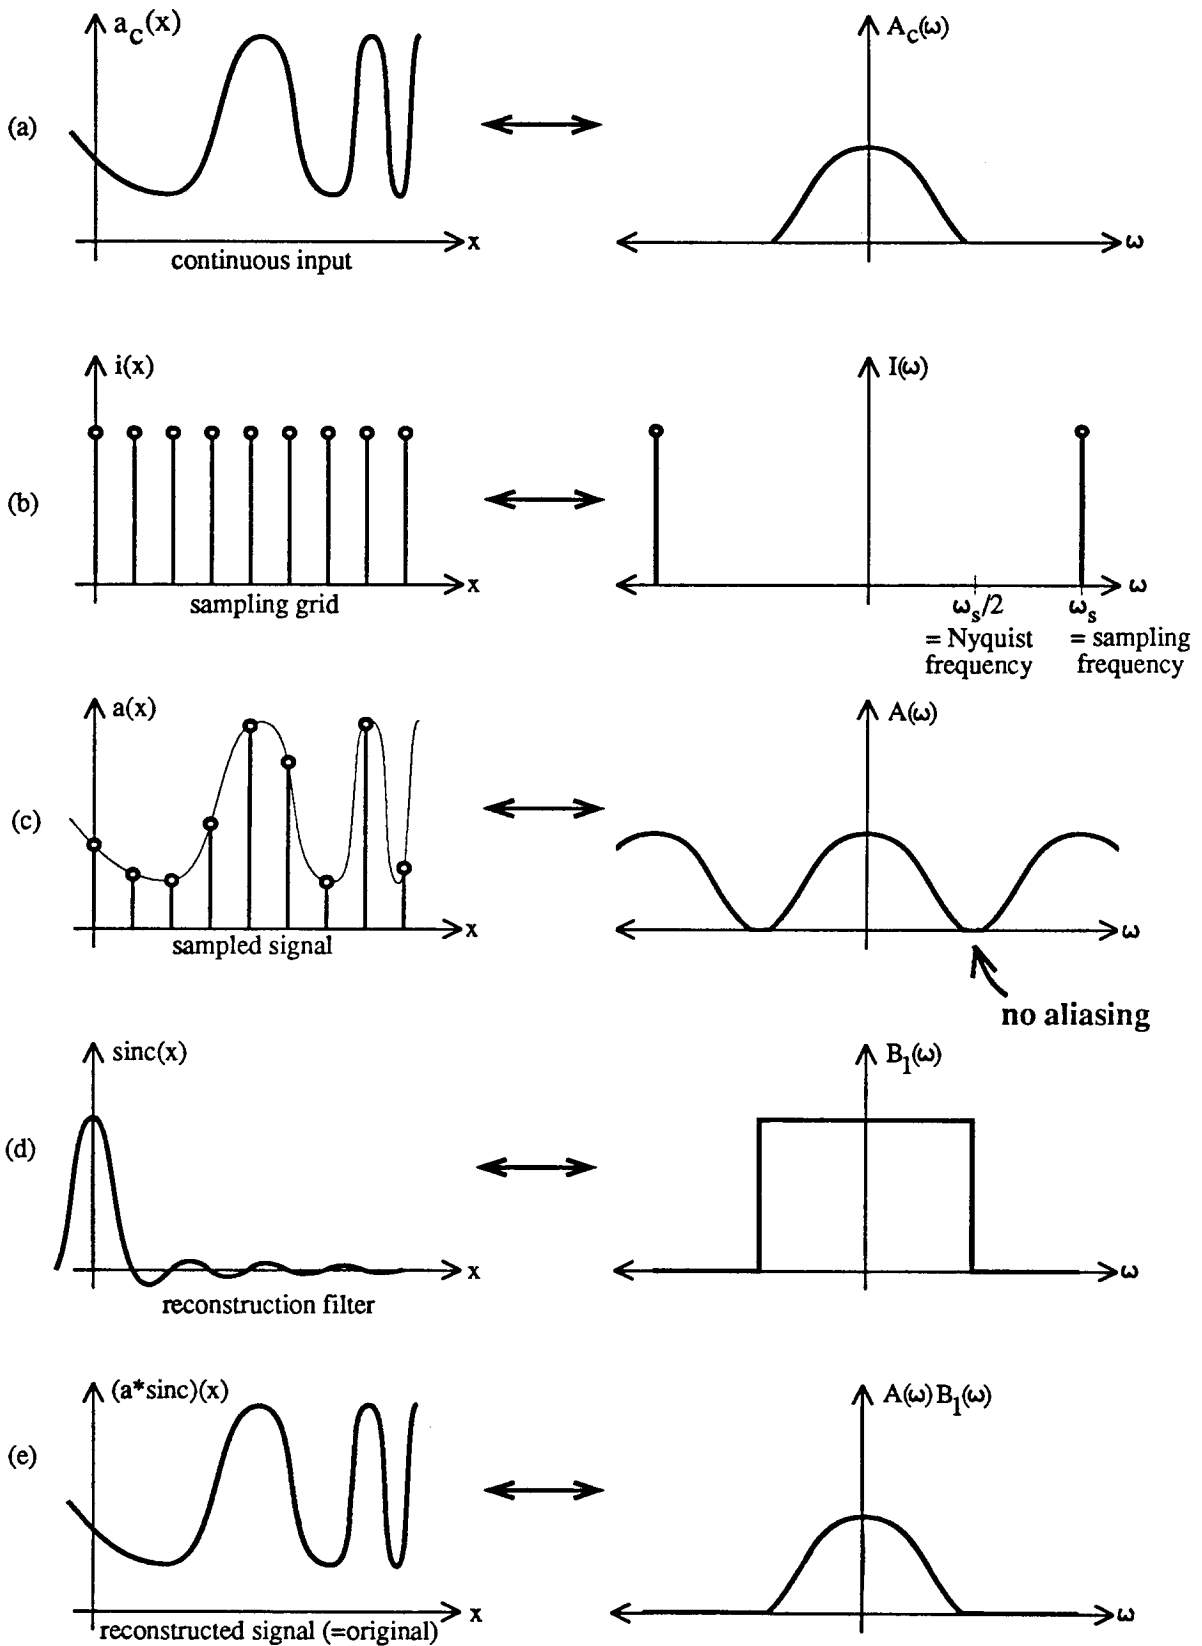 a_c(x)
A_c(ω)
(a)
x
ω
continuous input
i(x)
I(ω)
(b)
x
ω
sampling grid
ω_s/2
ω_s
= Nyquist
frequency
= sampling
frequency
a(x)
A(ω)
(c)
x
ω
sampled signal
no aliasing
sinc(x)
B_1(ω)
(d)
x
ω
reconstruction filter
(a*sinc)(x)
A(ω)B_1(ω)
(e)
x
ω
reconstructed signal (=original)